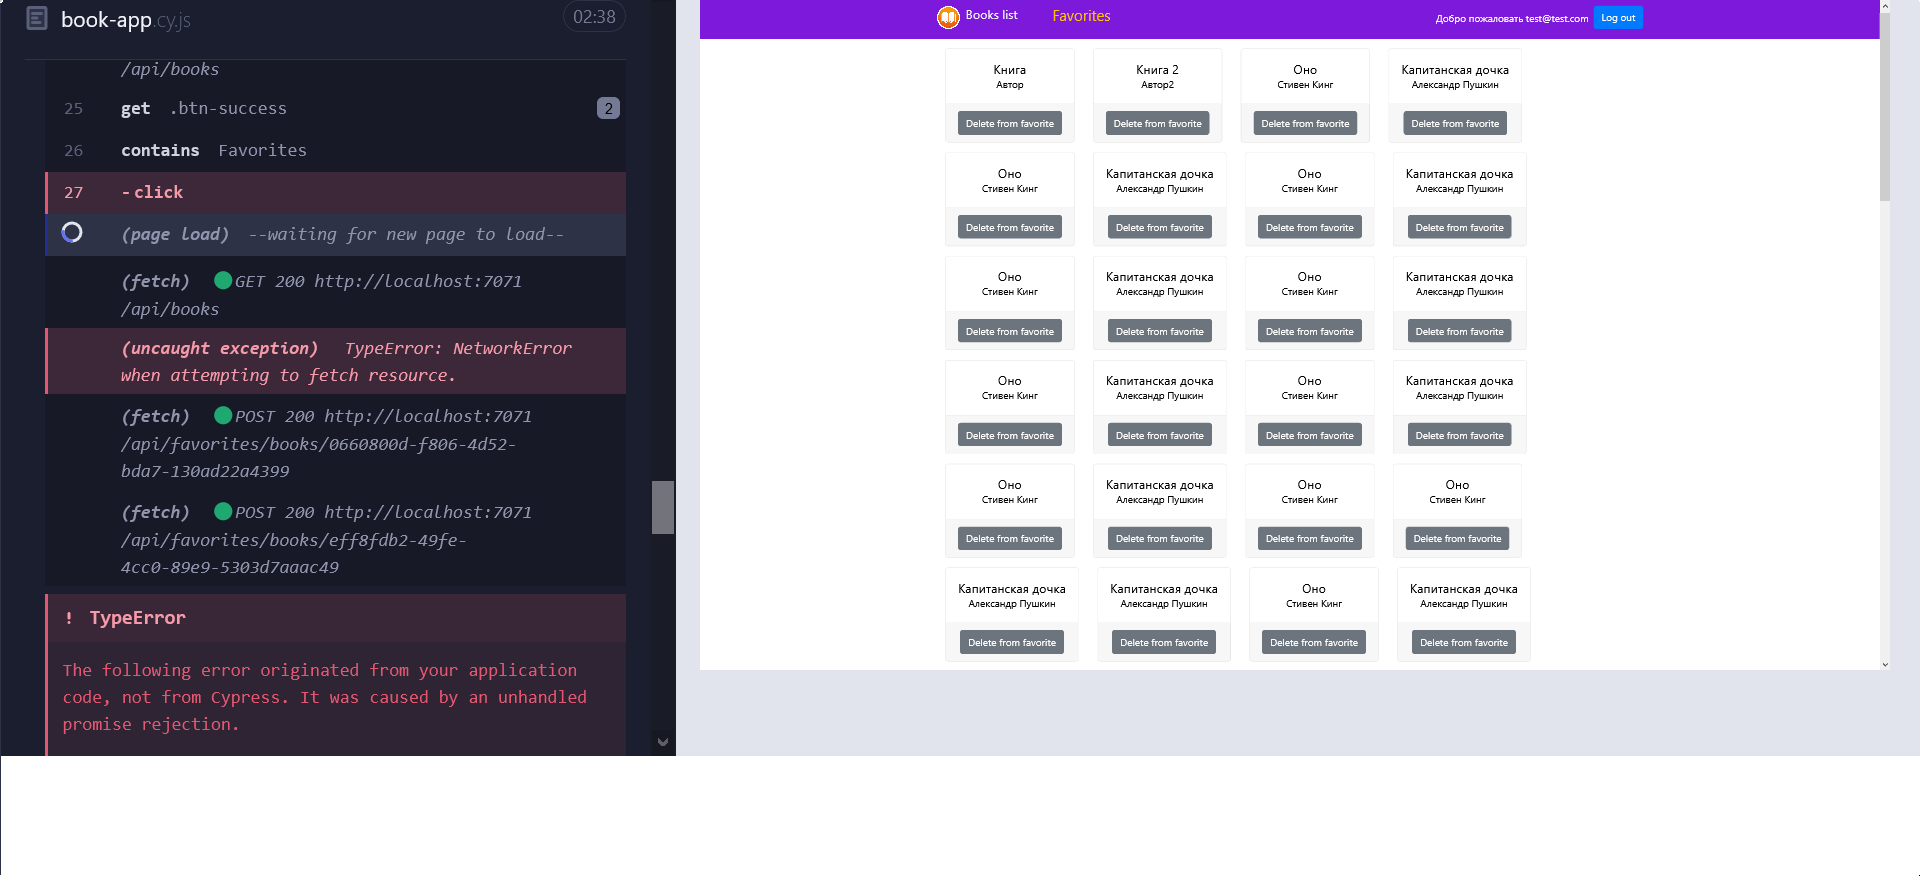 book-app.cy.js
02:38
/api/books
25 get .btn-success 2
26 contains Favorites
27 -click
(page load) --waiting for new page to load--
(fetch) GET 200 http://localhost:7071
/api/books
(uncaught exception) TypeError: NetworkError
when attempting to fetch resource.
(fetch) POST 200 http://localhost:7071
/api/favorites/books/0660800d-f806-4d52-
bda7-130ad22a4399
(fetch) POST 200 http://localhost:7071
/api/favorites/books/eff8fdb2-49fe-
4cc0-89e9-5303d7aaac49
! TypeError
The following error originated from your application
code, not from Cypress. It was caused by an unhandled
promise rejection.
Books list Favorites Добро пожаловать test@test.com Log out
Книга Книга 2 Оно Капитанская дочка
Автор Автор2 Стивен Кинг Александр Пушкин
Delete from favorite Delete from favorite Delete from favorite Delete from favorite
Оно Капитанская дочка Оно Капитанская дочка
Стивен Кинг Александр Пушкин Стивен Кинг Александр Пушкин
Delete from favorite Delete from favorite Delete from favorite Delete from favorite
Оно Капитанская дочка Оно Капитанская дочка
Стивен Кинг Александр Пушкин Стивен Кинг Александр Пушкин
Delete from favorite Delete from favorite Delete from favorite Delete from favorite
Оно Капитанская дочка Оно Капитанская дочка
Стивен Кинг Александр Пушкин Стивен Кинг Александр Пушкин
Delete from favorite Delete from favorite Delete from favorite Delete from favorite
Оно Капитанская дочка Оно Оно
Стивен Кинг Александр Пушкин Стивен Кинг Стивен Кинг
Delete from favorite Delete from favorite Delete from favorite Delete from favorite
Капитанская дочка Капитанская дочка Оно Капитанская дочка
Александр Пушкин Александр Пушкин Стивен Кинг Александр Пушкин
Delete from favorite Delete from favorite Delete from favorite Delete from favorite